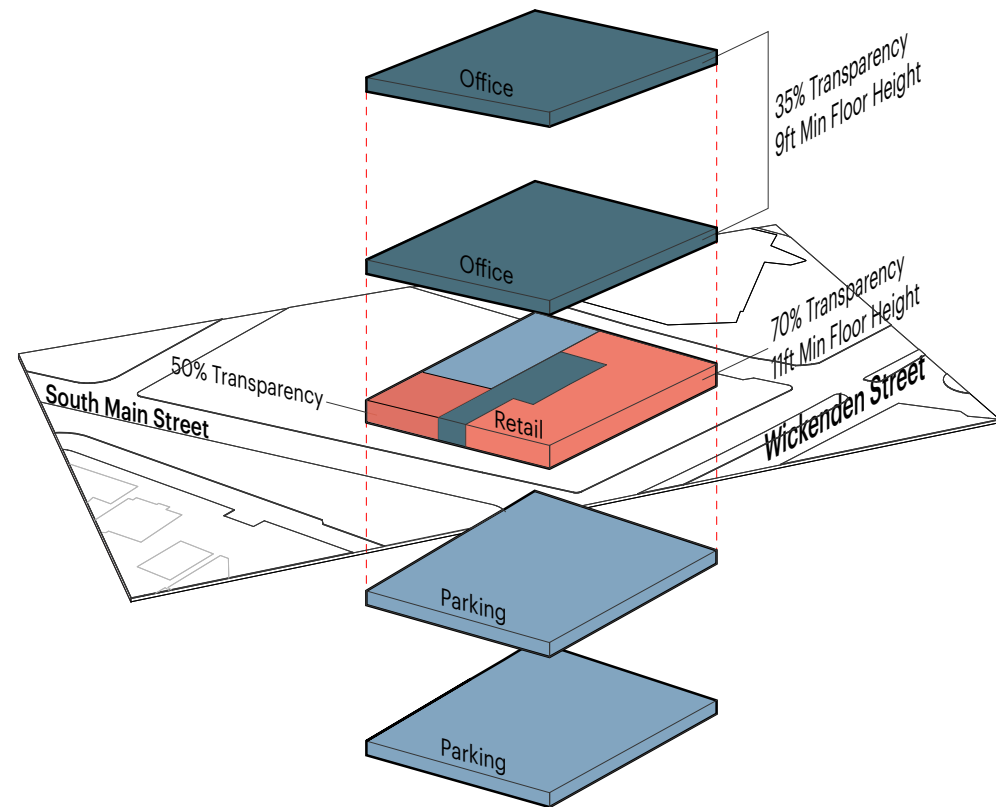 Office
35% Transparency
9ft Min Floor Height
Office
70% Transparency
11ft Min Floor Height
50% Transparency
South Main Street
Retail
Wickenden Street
Parking
Parking